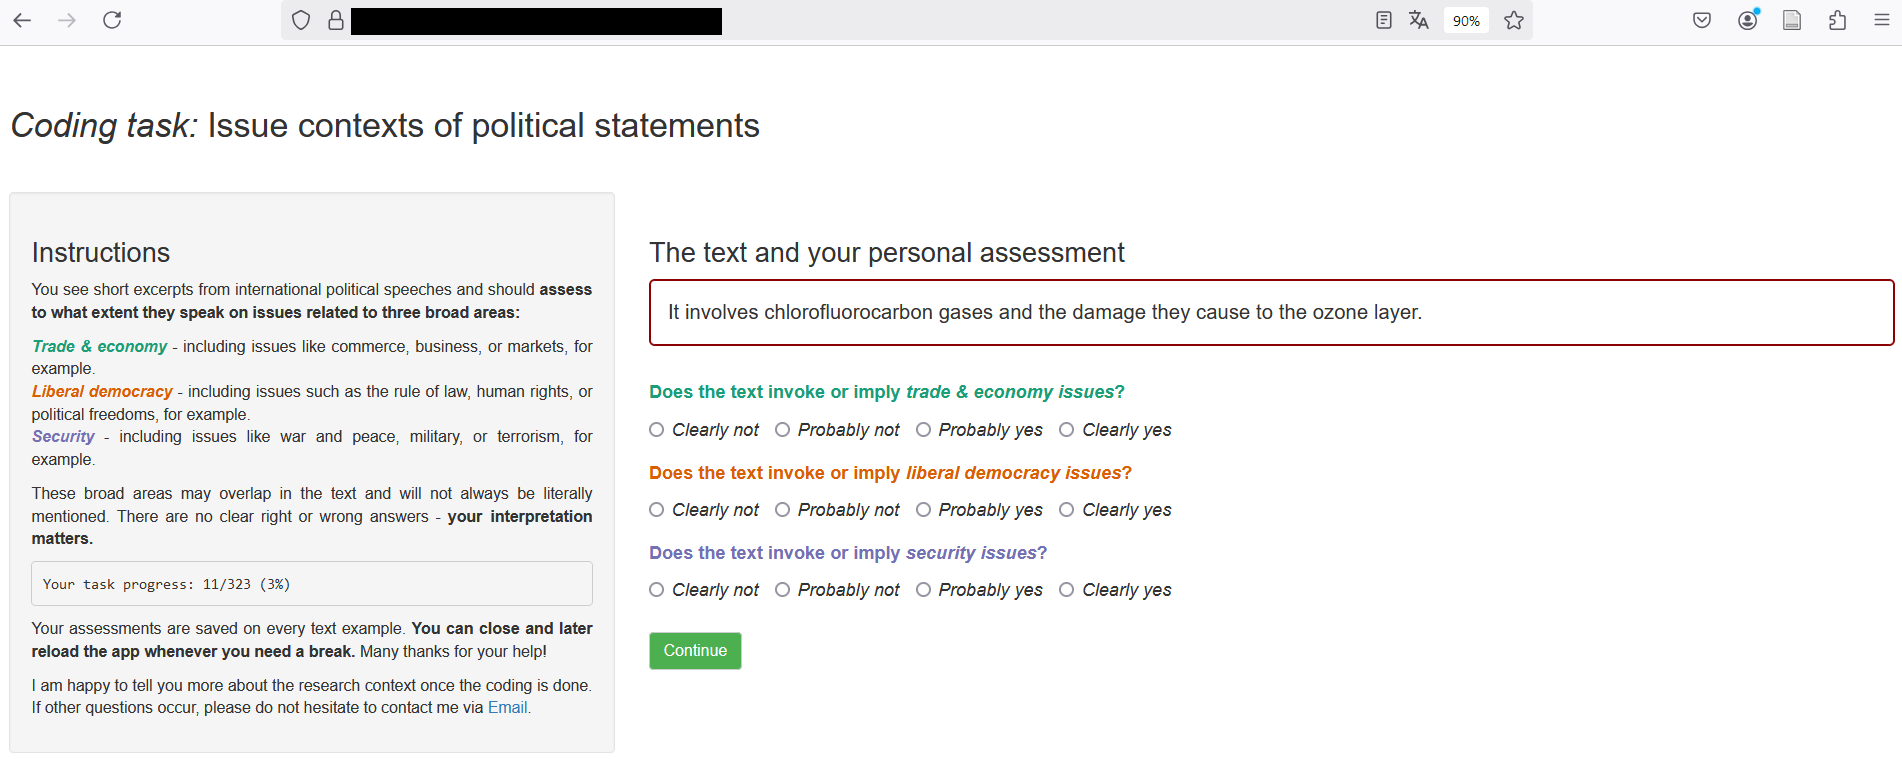 90%
Coding task: Issue contexts of political statements
Instructions
You see short excerpts from international political speeches and should assess
to what extent they speak on issues related to three broad areas:
Trade & economy - including issues like commerce, business, or markets, for
example.
Liberal democracy - including issues such as the rule of law, human rights, or
political freedoms, for example.
Security - including issues like war and peace, military, or terrorism, for
example.
These broad areas may overlap in the text and will not always be literally
mentioned. There are no clear right or wrong answers - your interpretation
matters.
Your task progress: 11/323 (3%)
Your assessments are saved on every text example. You can close and later
reload the app whenever you need a break. Many thanks for your help!
I am happy to tell you more about the research context once the coding is done.
If other questions occur, please do not hesitate to contact me via Email.
The text and your personal assessment
It involves chlorofluorocarbon gases and the damage they cause to the ozone layer.
Does the text invoke or imply trade & economy issues?
Clearly not Probably not Probably yes Clearly yes
Does the text invoke or imply liberal democracy issues?
Clearly not Probably not Probably yes Clearly yes
Does the text invoke or imply security issues?
Clearly not Probably not Probably yes Clearly yes
Continue